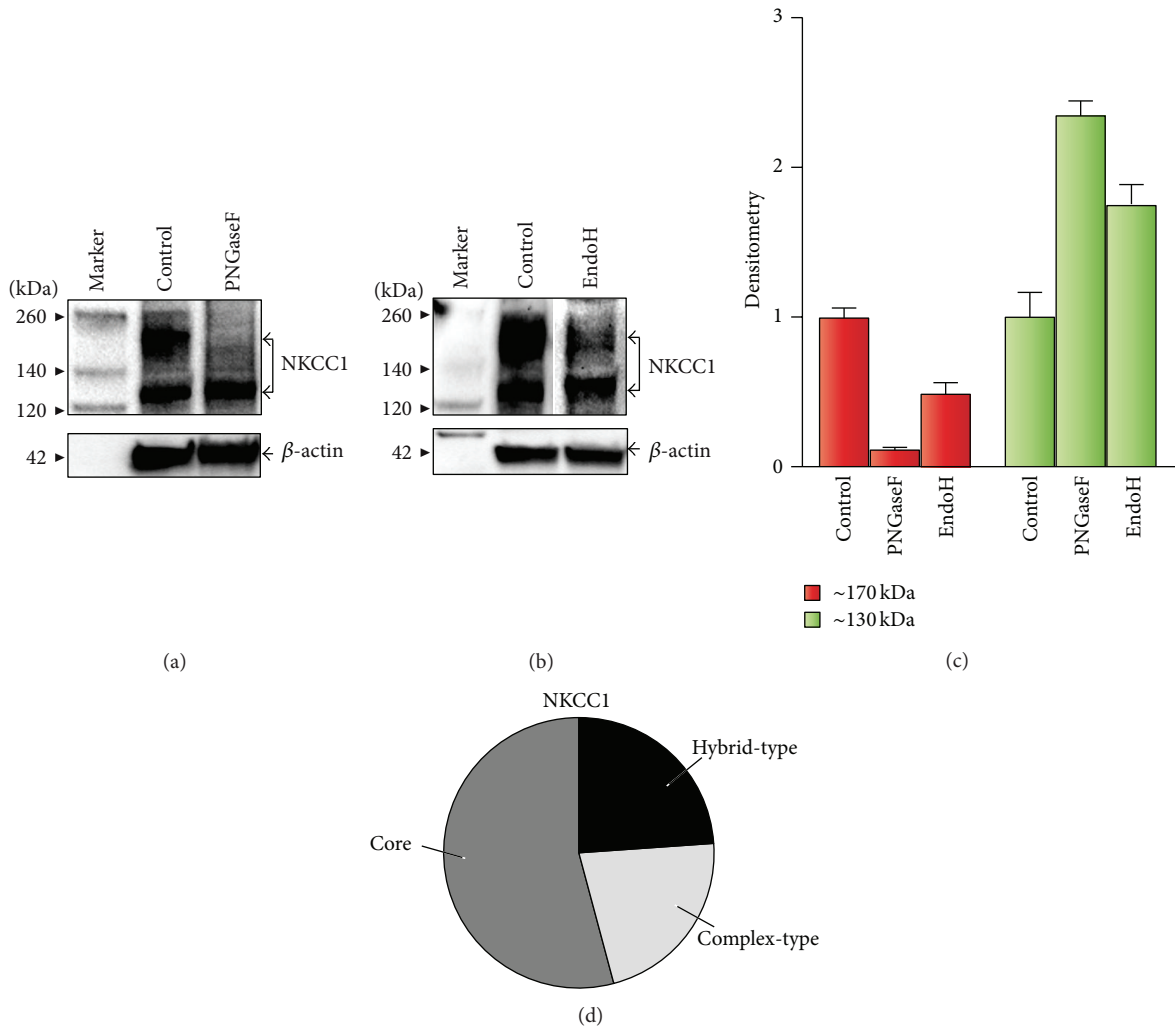 Marker
Control
PNGaseF
(kDa)
260
140
120
42
NKCC1
β-actin
(a)
Marker
Control
EndoH
(kDa)
260
140
120
42
NKCC1
β-actin
(b)
3
2
1
0
Densitometry
Control
PNGaseF
EndoH
Control
PNGaseF
EndoH
~170 kDa
~130 kDa
(c)
NKCC1
Hybrid-type
Core
Complex-type
(d)